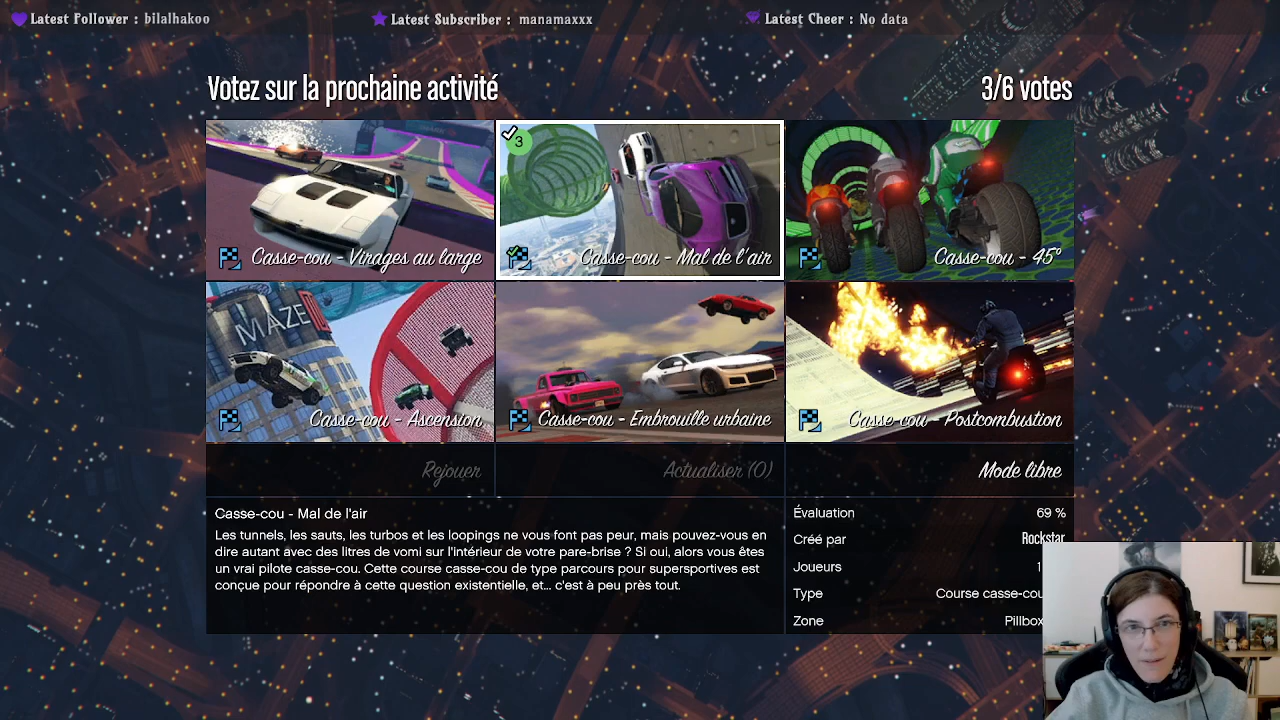 Latest Follower : bilalhakoo
Latest Subscriber : manamaxxx
Latest Cheer : No data
Votez sur la prochaine activité
3/6 votes
3
Casse-cou - Virages au large
Casse-cou - Mal de l'air
Casse-cou - 45°
MAZE
Casse-cou - Ascension
Casse-cou - Embrouille urbaine
Casse-cou - Postcombustion
Rejouer
Actualiser (0)
Mode libre
Casse-cou - Mal de l'air
Les tunnels, les sauts, les turbos et les loopings ne vous font pas peur, mais pouvez-vous en
dire autant avec des litres de vomi sur l'intérieur de votre pare-brise ? Si oui, alors vous êtes
un vrai pilote casse-cou. Cette course casse-cou de type parcours pour supersportives est
conçue pour répondre à cette question existentielle, et... c'est à peu près tout.
Évaluation 69 %
Créé par Rockstar
Joueurs 1
Type Course casse-cou
Zone Pillbox